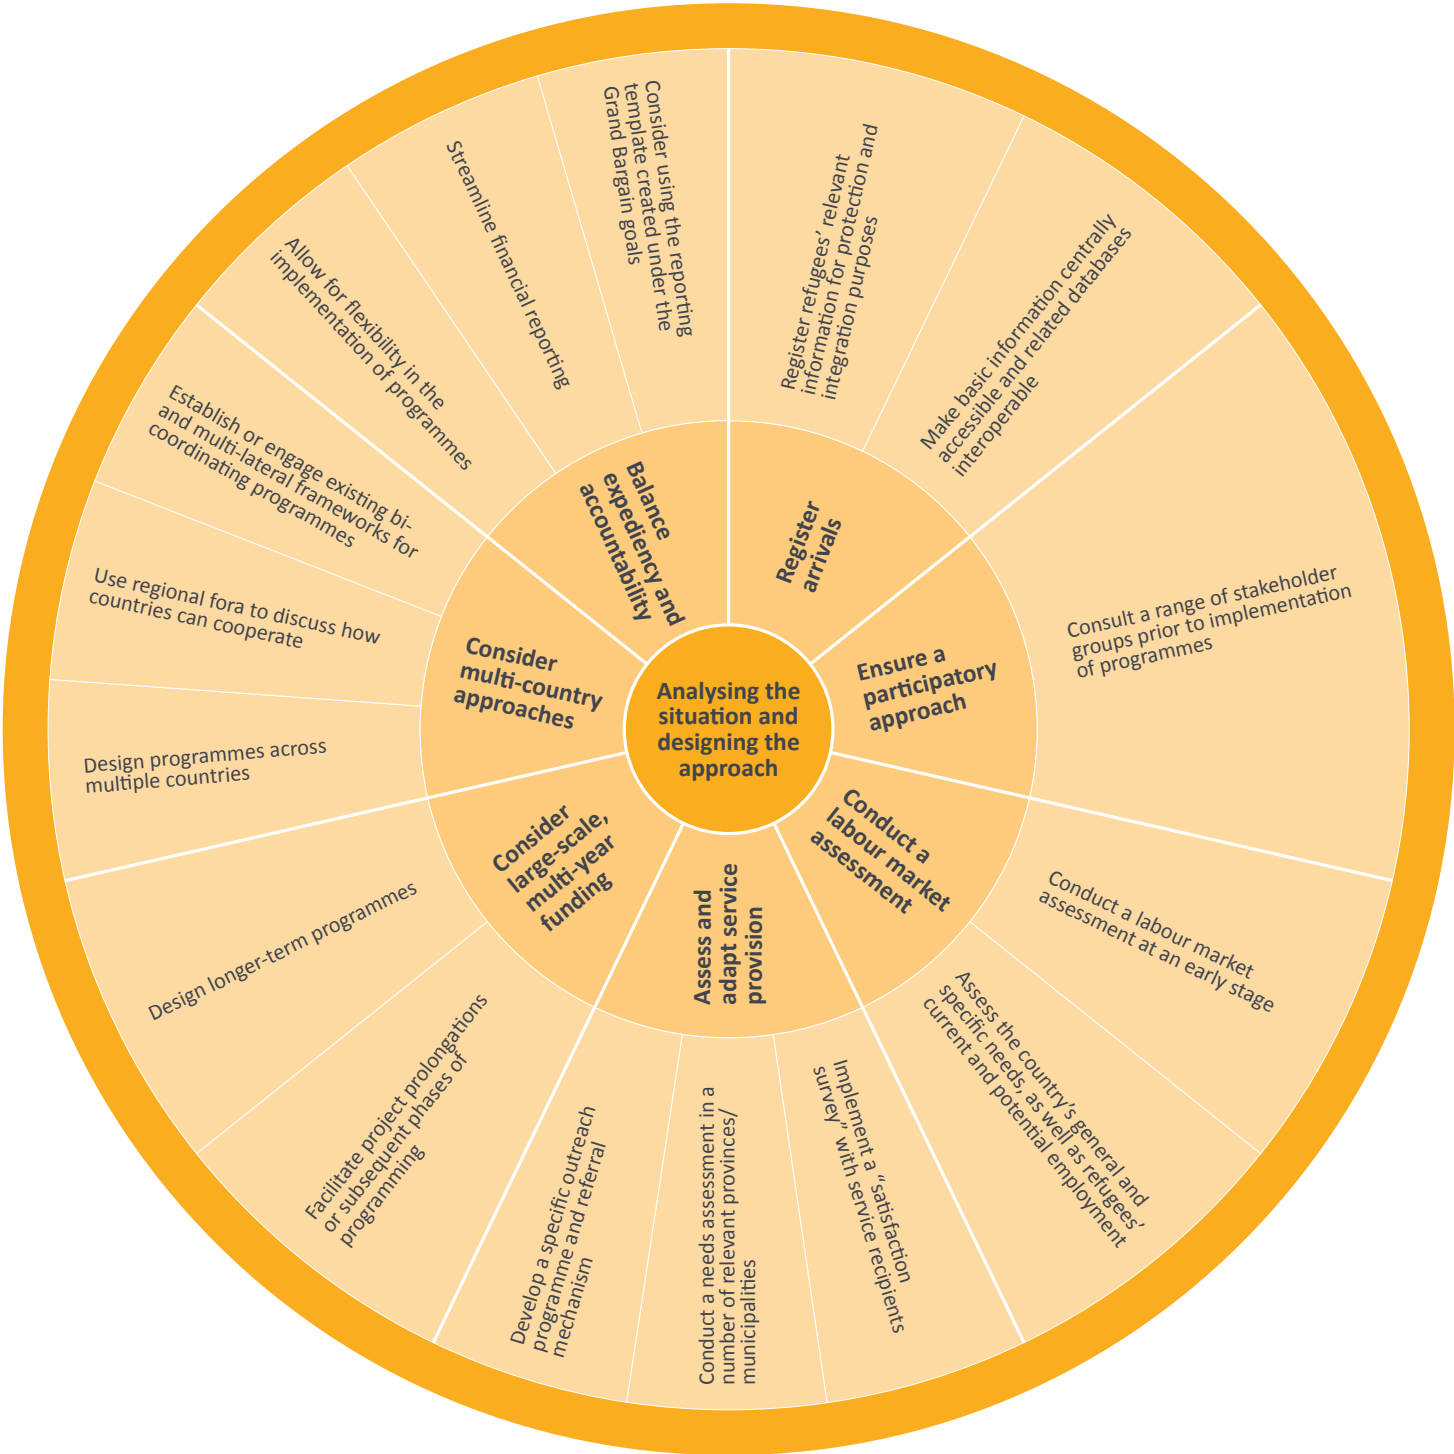 Analysing the
situation and
designing the
approach
Register
arrivals
Register refugees’ relevant
information for protection and
integration purposes
Make basic information centrally
accessible and related databases
interoperable
Ensure a
participatory
approach
Consult a range of stakeholder
groups prior to implementation
of programmes
Conduct a
labour market
assessment
Conduct a labour market
assessment at an early stage
Assess the country’s general and
specific needs, as well as refugees’
current and potential employment
Assess and
adapt service
provision
Implement a “satisfaction
survey” with service recipients
Conduct a needs assessment in a
number of relevant provinces/
municipalities
Develop a specific outreach
programme and referral
mechanism
Consider
large-scale,
multi-year
funding
Facilitate project prolongations
or subsequent phases of
programming
Design longer-term programmes
Consider
multi-country
approaches
Design programmes across
multiple countries
Use regional fora to discuss how
countries can cooperate
Establish or engage existing bi-
and multi-lateral frameworks for
coordinating programmes
Balance
expediency and
accountability
Allow for flexibility in the
implementation of programmes
Streamline financial reporting
Consider using the reporting
template created under the
Grand Bargain goals